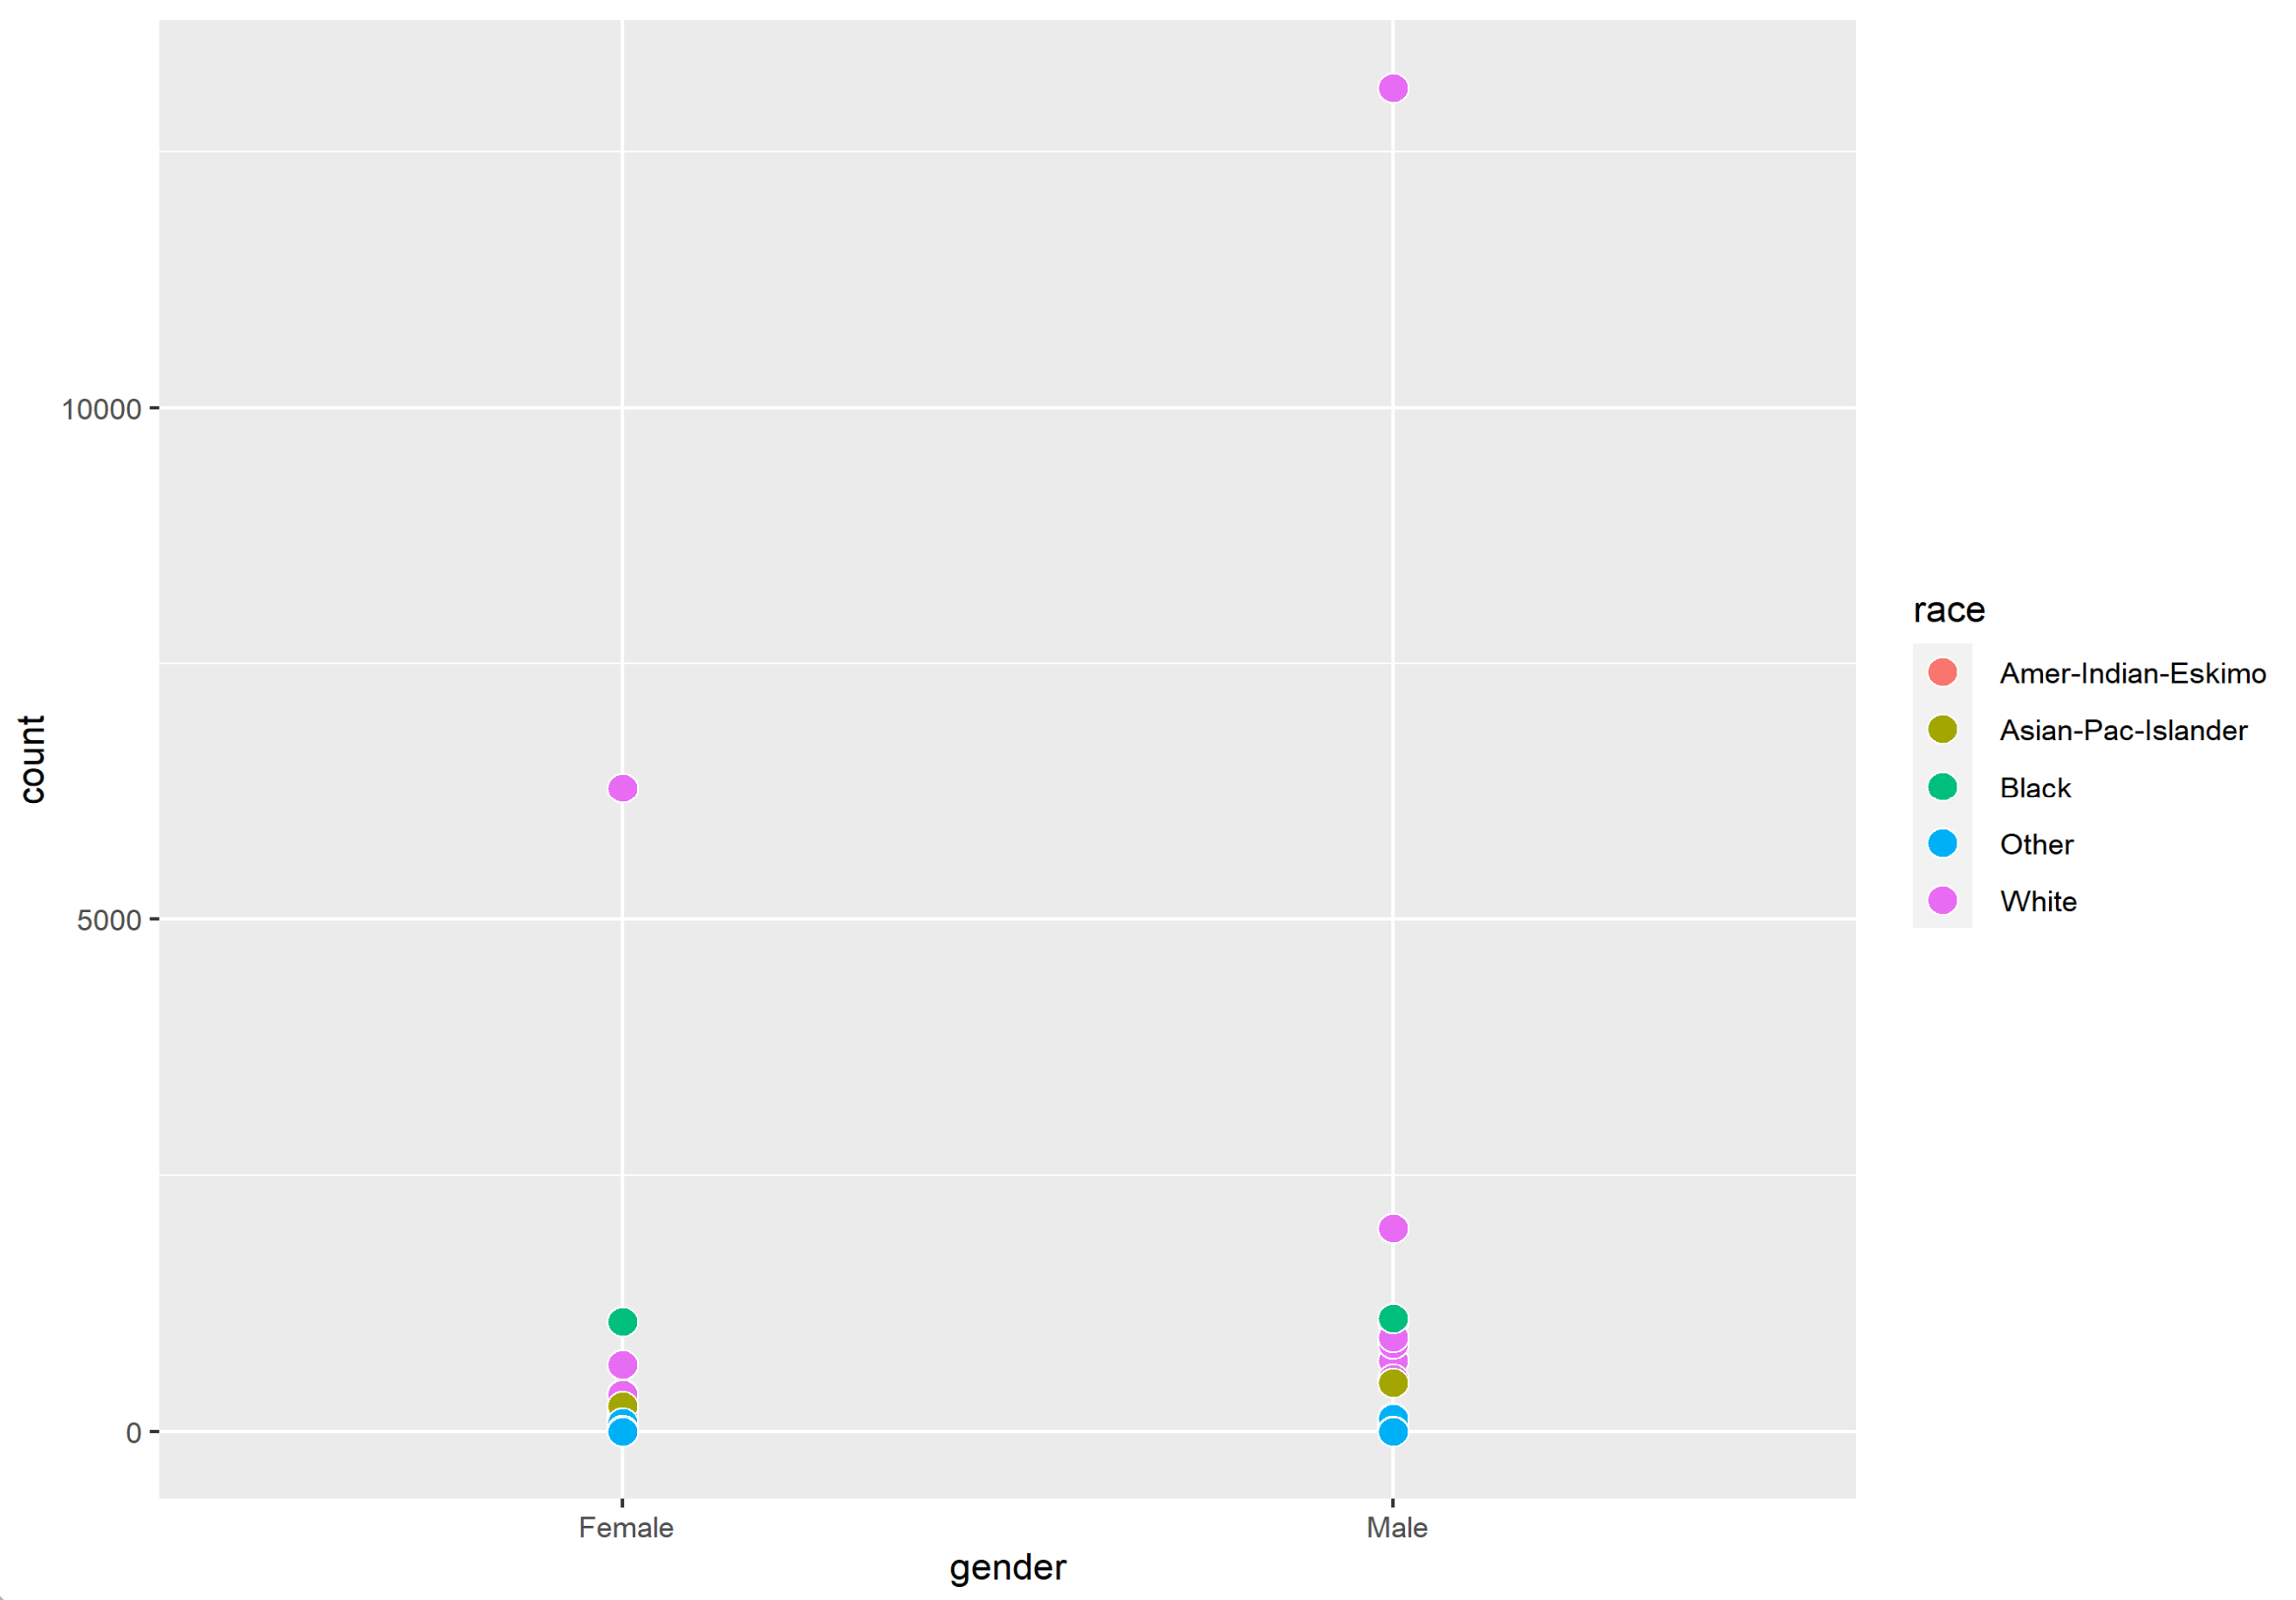 count
10000
5000
0
Female
Male
gender
race
Amer-Indian-Eskimo
Asian-Pac-Islander
Black
Other
White